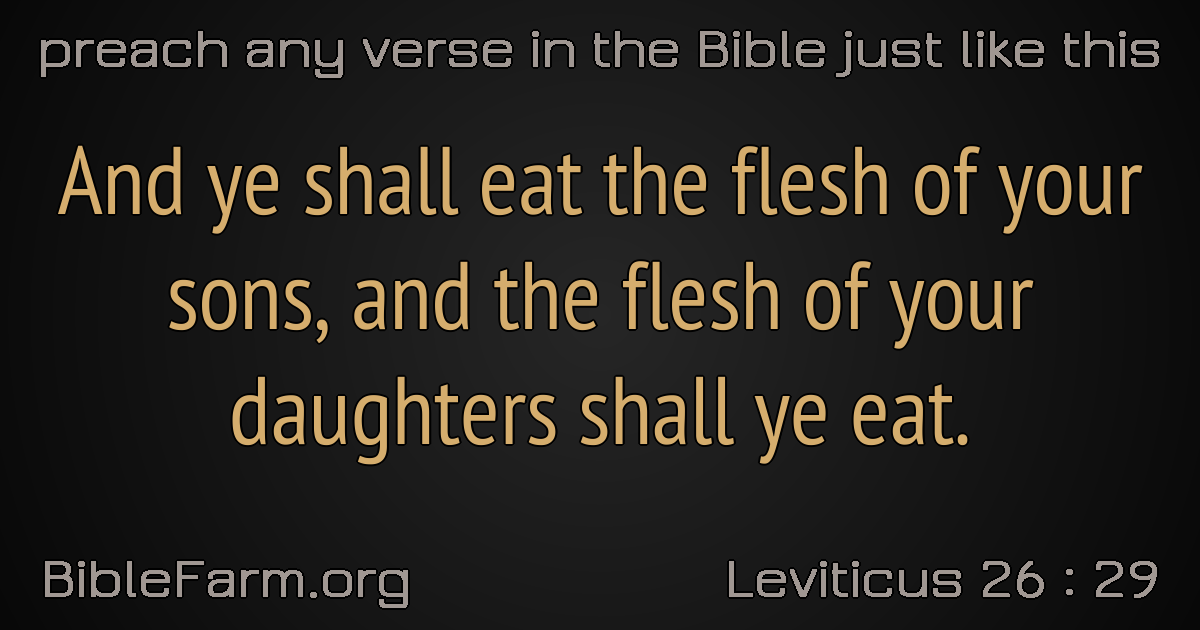 preach any verse in the Bible just like this
And ye shall eat the flesh of your
sons, and the flesh of your
daughters shall ye eat.
BibleFarm.org
Leviticus 26 : 29